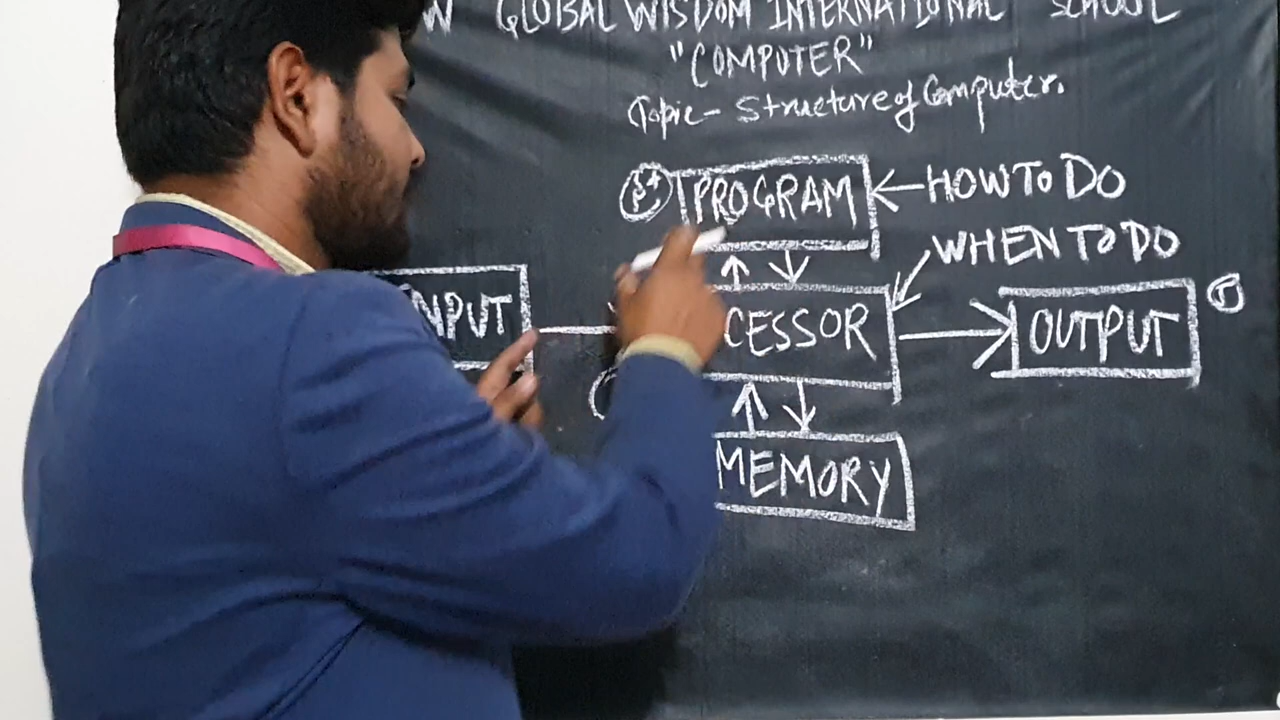 W GLOBAL WISDOM INTERNATIONAL SCHOOL
"COMPUTER"
Topic- Structure of Computer.
PROGRAM
HOW TO DO
WHEN TO DO
NPUT
CESSOR
OUTPUT
MEMORY